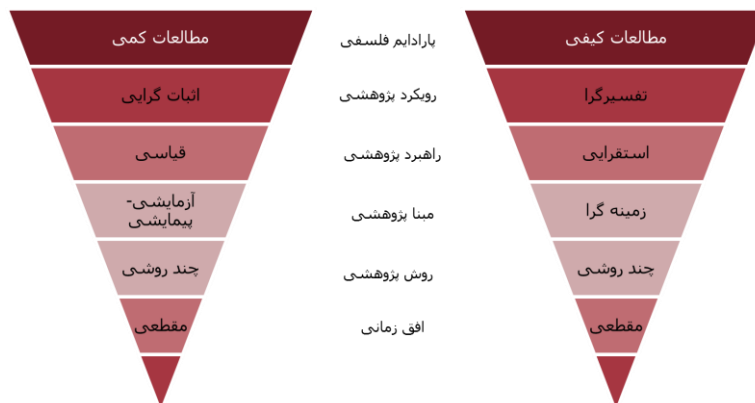 مطالعات کیفی
پارادایم فلسفی
مطالعات کمی
تفسیرگرا
رویکرد پژوهشی
اثبات گرایی
استقرایی
راهبرد پژوهشی
قیاسی
زمینه گرا
مبنا پژوهشی
آزمایشی-
پیمایشی
چند روشی
روش پژوهشی
چند روشی
مقطعی
افق زمانی
مقطعی